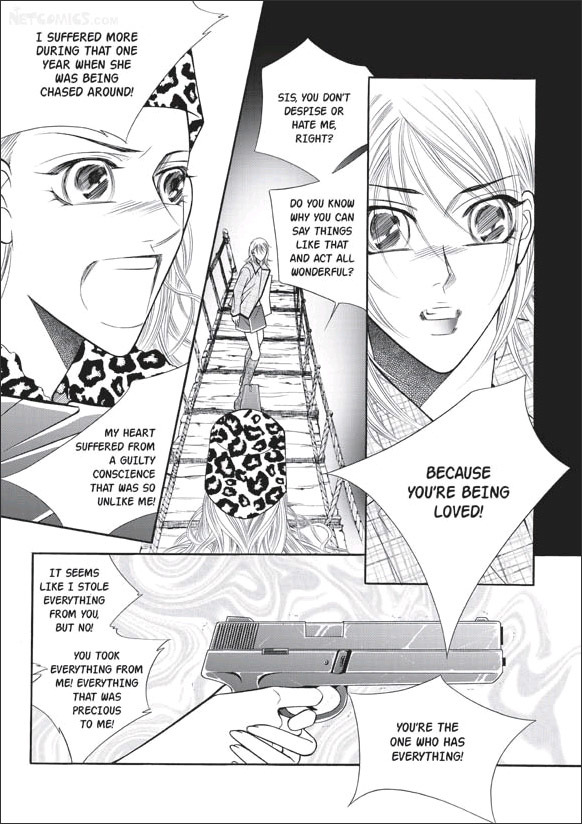 NETCOMICS.COM
I SUFFERED MORE
DURING THAT ONE
YEAR WHEN SHE
WAS BEING
CHASED AROUND!
MY HEART
SUFFERED FROM
A GUILTY
CONSCIENCE
THAT WAS SO
UNLIKE ME!
SIS, YOU DON'T
DESPISE OR
HATE ME,
RIGHT?
DO YOU KNOW
WHY YOU CAN
SAY THINGS
LIKE THAT
AND ACT ALL
WONDERFUL?
BECAUSE
YOU'RE BEING
LOVED!
IT SEEMS
LIKE I STOLE
EVERYTHING
FROM YOU,
BUT NO!
YOU TOOK
EVERYTHING FROM
ME! EVERYTHING
THAT WAS
PRECIOUS
TO ME!
YOU'RE THE
ONE WHO HAS
EVERYTHING!